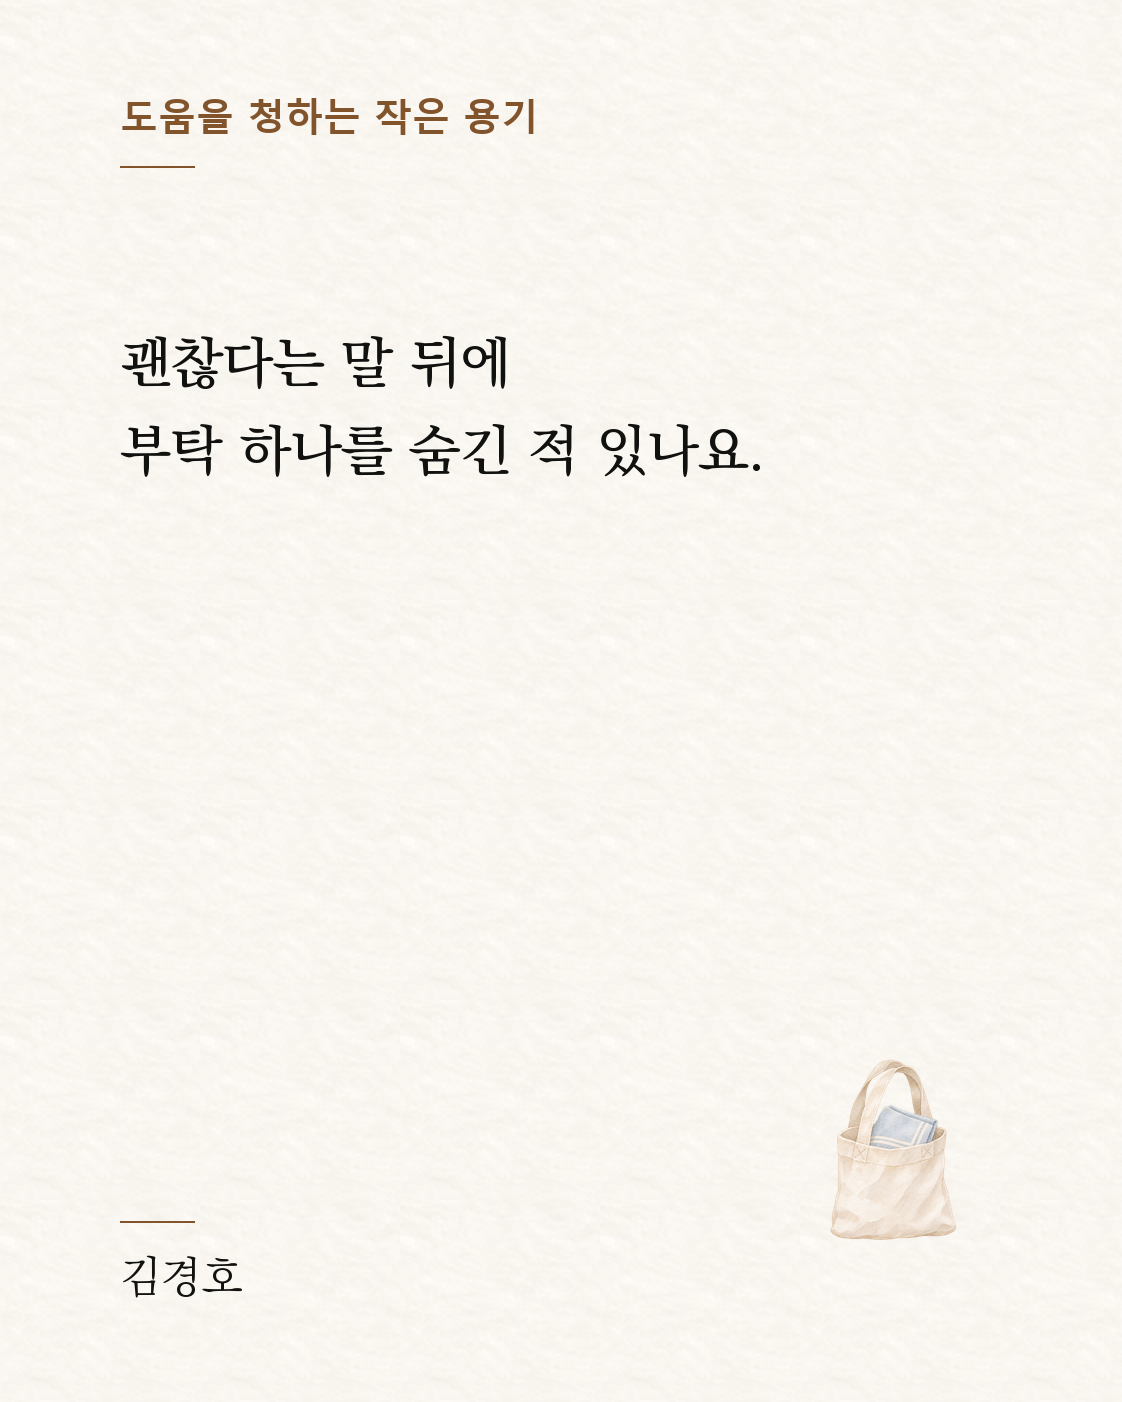 도움을 청하는 작은 용기
괜찮다는 말 뒤에
부탁 하나를 숨긴 적 있나요.
김경호